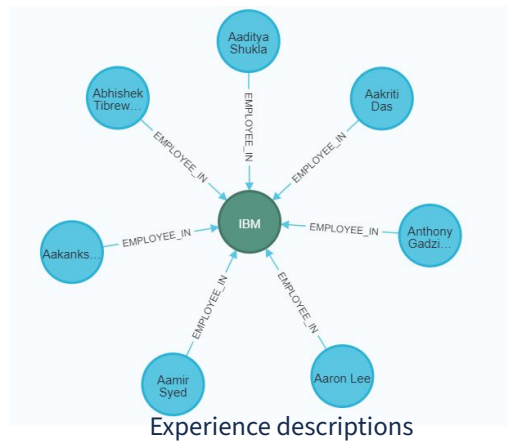 Aaditya
Shukla
Abhishek
Tibrew...
Aakriti
Das
EMPLOYEE_IN
EMPLOYEE_IN
EMPLOYEE_IN
IBM
Aakanks...
EMPLOYEE_IN
EMPLOYEE_IN
Anthony
Gadzi...
EMPLOYEE_IN
EMPLOYEE_IN
Aamir
Syed
Aaron Lee
Experience descriptions